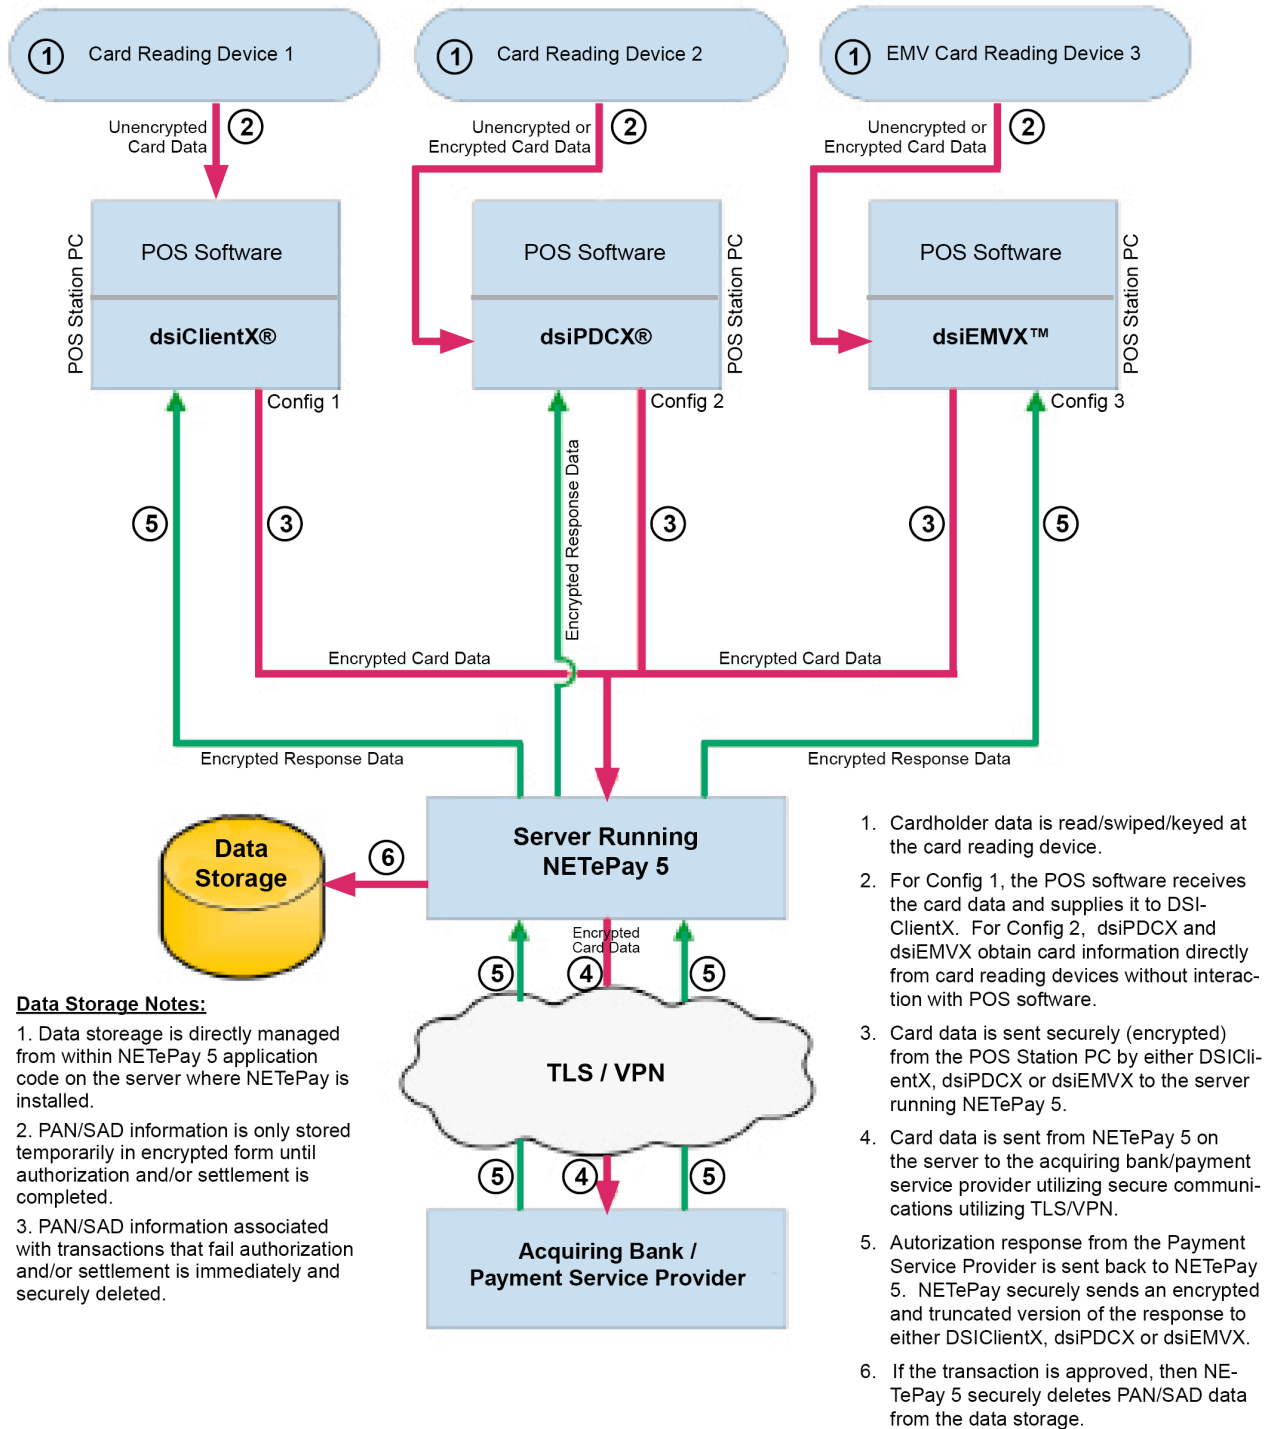 1 Card Reading Device 1
1 Card Reading Device 2
1 EMV Card Reading Device 3
Unencrypted
Card Data
2
Unencrypted or
Encrypted Card Data
2
Unencrypted or
Encrypted Card Data
2
POS Station PC
POS Software
dsiClientX®
Config 1
POS Software
dsiPDCX®
POS Station PC
Config 2
POS Software
dsiEMVX™
POS Station PC
Config 3
5
3
Encrypted Response Data
3
3
5
Encrypted Card Data
Encrypted Card Data
Encrypted Response Data
Encrypted Response Data
Server Running
NETePay 5
6
Data
Storage
Encrypted
Card Data
5
4
5
TLS / VPN
5
4
5
Acquiring Bank /
Payment Service Provider
Data Storage Notes:
1. Data storeage is directly managed
from within NETePay 5 application
code on the server where NETePay is
installed.
2. PAN/SAD information is only stored
temporarily in encrypted form until
authorization and/or settlement is
completed.
3. PAN/SAD information associated
with transactions that fail authorization
and/or settlement is immediately and
securely deleted.
1. Cardholder data is read/swiped/keyed at
the card reading device.
2. For Config 1, the POS software receives
the card data and supplies it to DSI-
ClientX. For Config 2, dsiPDCX and
dsiEMVX obtain card information directly
from card reading devices without interac-
tion with POS software.
3. Card data is sent securely (encrypted)
from the POS Station PC by either DSICli-
entX, dsiPDCX or dsiEMVX to the server
running NETePay 5.
4. Card data is sent from NETePay 5 on
the server to the acquiring bank/payment
service provider utilizing secure communi-
cations utilizing TLS/VPN.
5. Autorization response from the Payment
Service Provider is sent back to NETePay
5. NETePay securely sends an encrypted
and truncated version of the response to
either DSIClientX, dsiPDCX or dsiEMVX.
6. If the transaction is approved, then NE-
TePay 5 securely deletes PAN/SAD data
from the data storage.